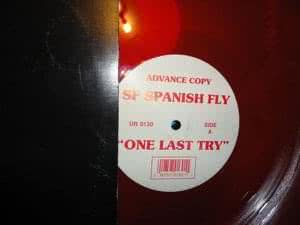 ADVANCE COPY
SF SPANISH FLY
UR 0130 SIDE
A
"ONE LAST TRY"